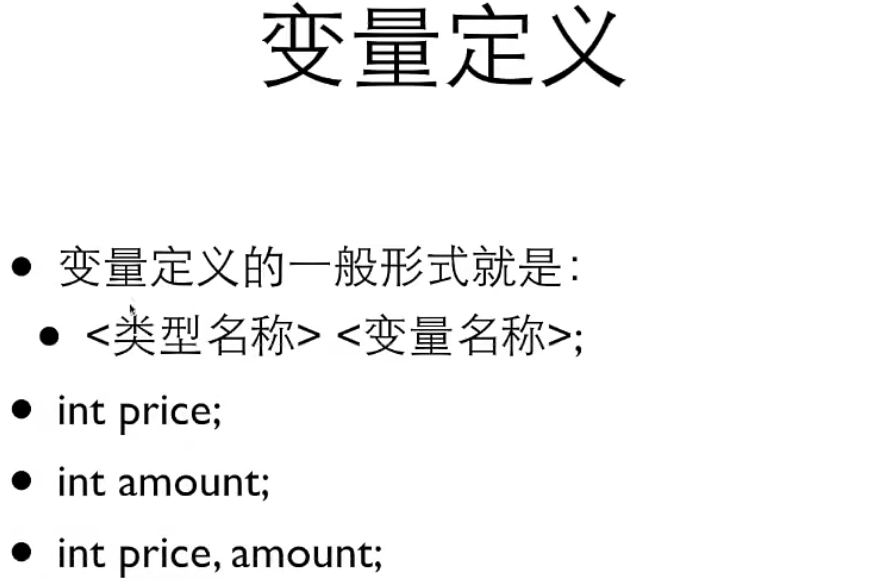 变量定义
• 变量定义的一般形式就是：
• <类型名称> <变量名称>;
• int price;
• int amount;
• int price, amount;